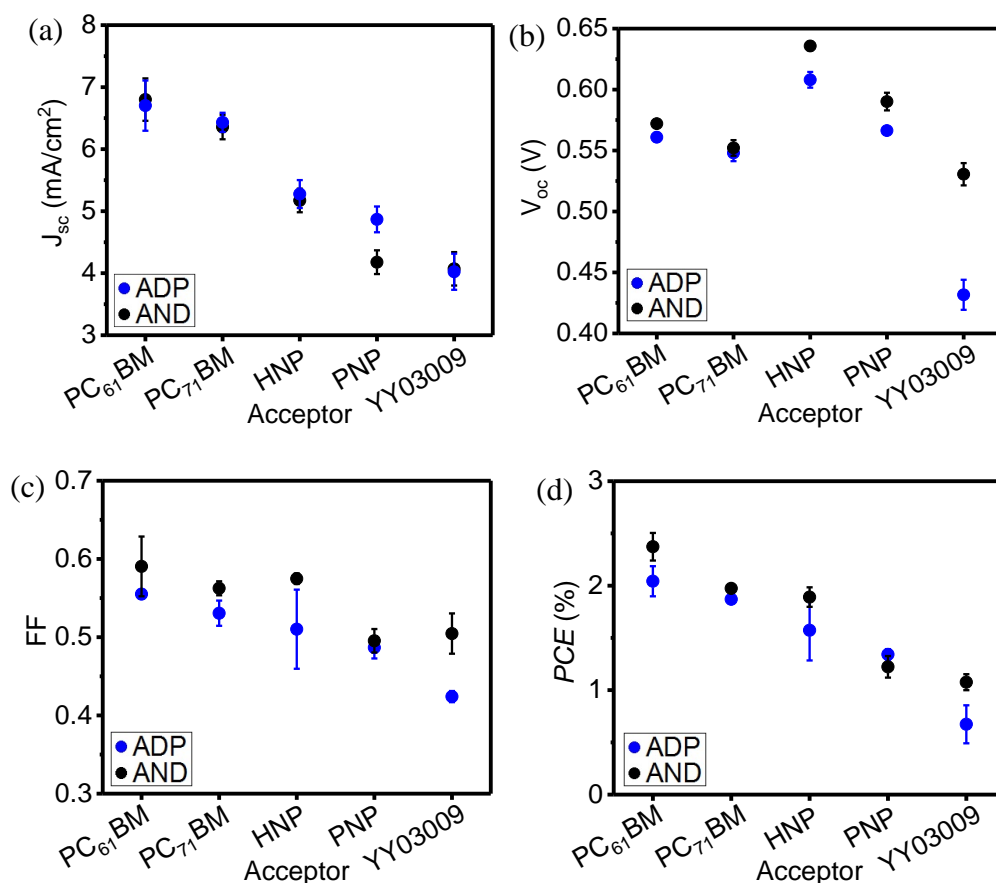 (a)
8
7
6
5
4
3
J_sc (mA/cm²)
ADP
AND
PC₆₁BM
PC₇₁BM
HNP
PNP
YY03009
Acceptor
(b)
0.65
0.60
0.55
0.50
0.45
0.40
V_oc (V)
ADP
AND
PC₆₁BM
PC₇₁BM
HNP
PNP
YY03009
Acceptor
(c)
0.7
0.6
0.5
0.4
0.3
FF
ADP
AND
PC₆₁BM
PC₇₁BM
HNP
PNP
YY03009
Acceptor
(d)
3
2
1
0
PCE (%)
ADP
AND
PC₆₁BM
PC₇₁BM
HNP
PNP
YY03009
Acceptor